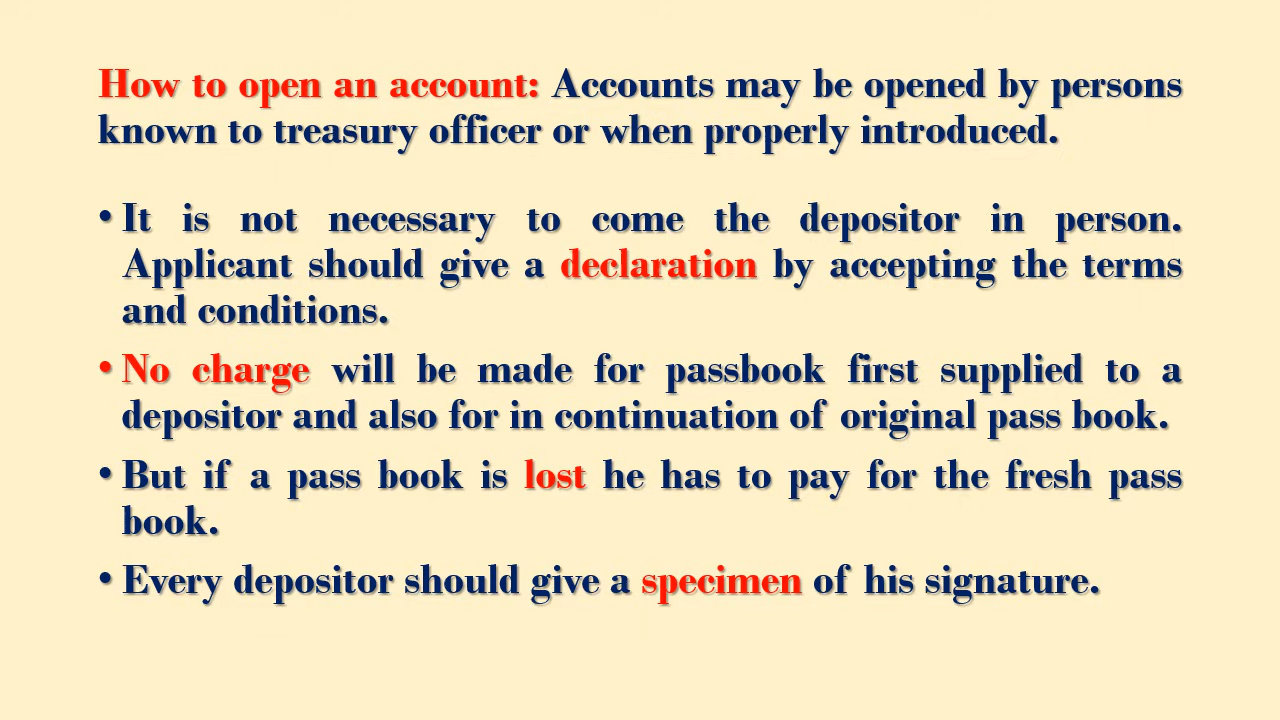 How to open an account: Accounts may be opened by persons
known to treasury officer or when properly introduced.
• It is not necessary to come the depositor in person.
Applicant should give a declaration by accepting the terms
and conditions.
• No charge will be made for passbook first supplied to a
depositor and also for in continuation of original pass book.
• But if a pass book is lost he has to pay for the fresh pass
book.
• Every depositor should give a specimen of his signature.